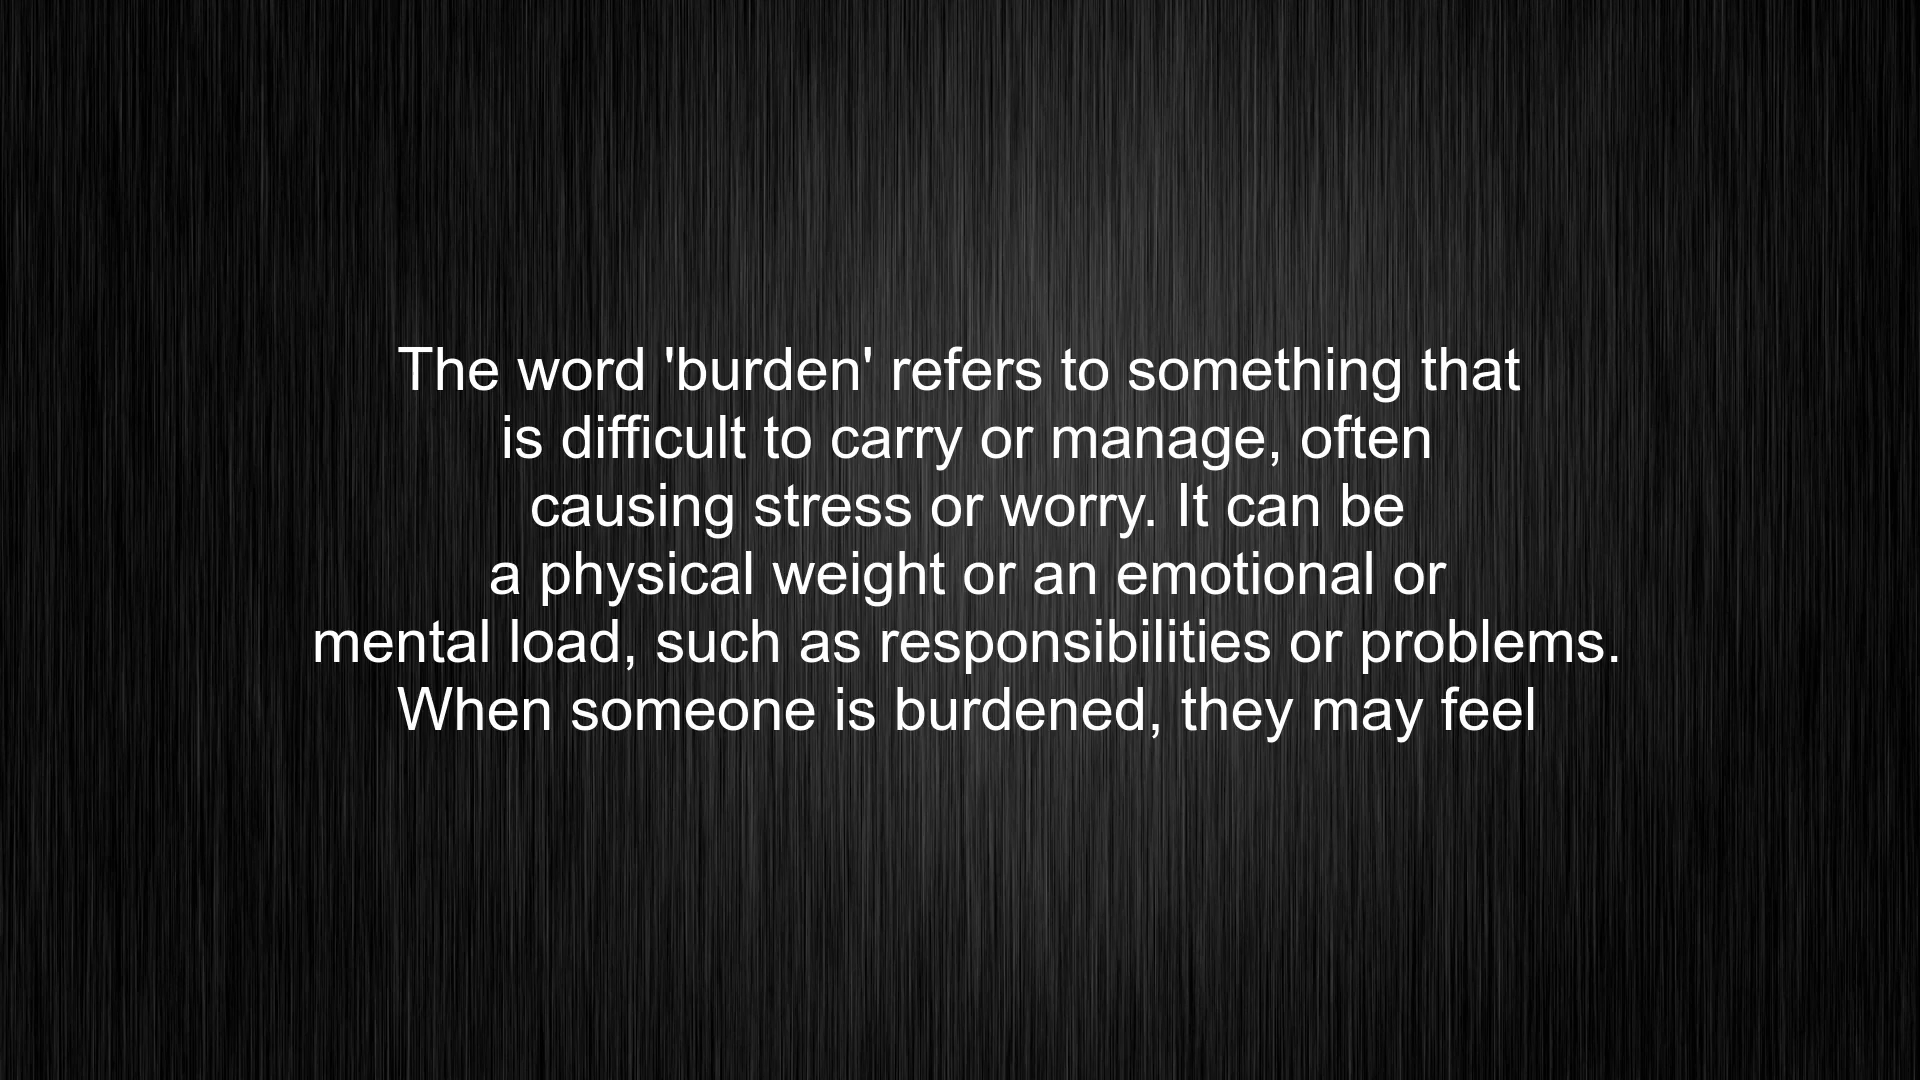 The word 'burden' refers to something that
is difficult to carry or manage, often
causing stress or worry. It can be
a physical weight or an emotional or
mental load, such as responsibilities or problems.
When someone is burdened, they may feel